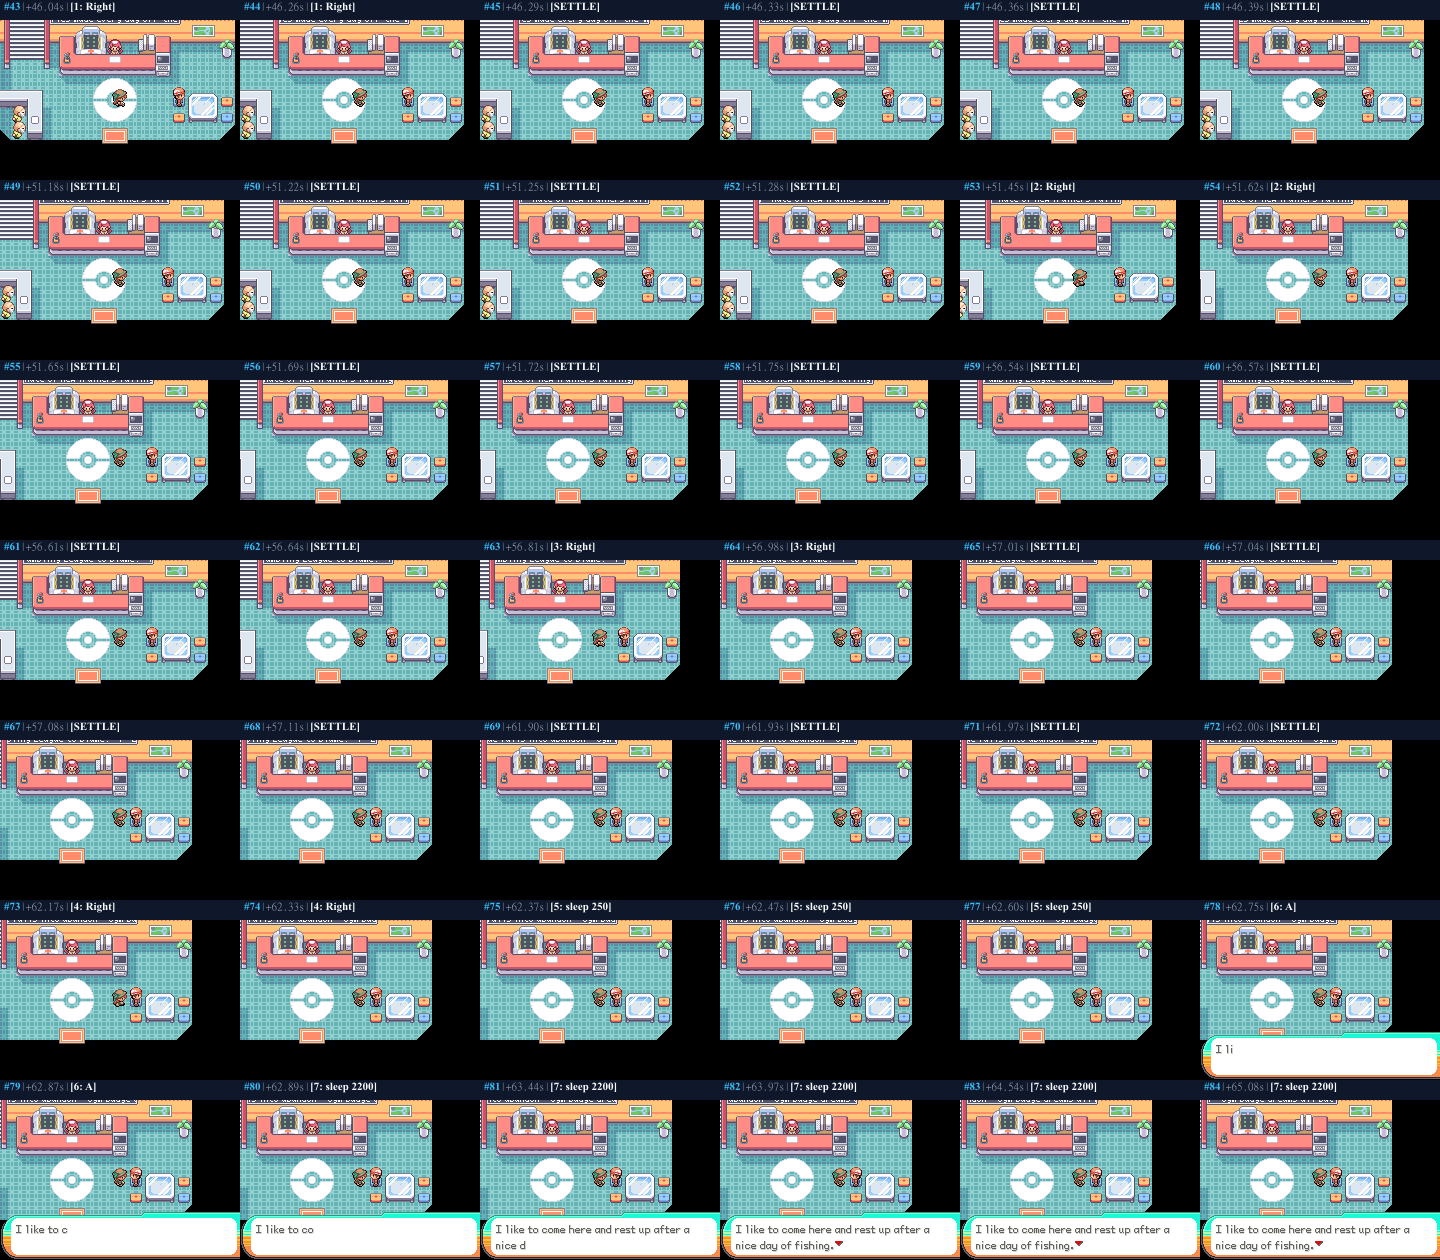 #43 | +46.04s | [1: Right]
#44 | +46.26s | [1: Right]
#45 | +46.29s | [SETTLE]
#46 | +46.33s | [SETTLE]
#47 | +46.36s | [SETTLE]
#48 | +46.39s | [SETTLE]
#49 | +51.18s | [SETTLE]
#50 | +51.22s | [SETTLE]
#51 | +51.25s | [SETTLE]
#52 | +51.28s | [SETTLE]
#53 | +51.45s | [2: Right]
#54 | +51.62s | [2: Right]
#55 | +51.65s | [SETTLE]
#56 | +51.69s | [SETTLE]
#57 | +51.72s | [SETTLE]
#58 | +51.75s | [SETTLE]
#59 | +56.54s | [SETTLE]
#60 | +56.57s | [SETTLE]
#61 | +56.61s | [SETTLE]
#62 | +56.64s | [SETTLE]
#63 | +56.81s | [3: Right]
#64 | +56.98s | [3: Right]
#65 | +57.01s | [SETTLE]
#66 | +57.04s | [SETTLE]
#67 | +57.08s | [SETTLE]
#68 | +57.11s | [SETTLE]
#69 | +61.90s | [SETTLE]
#70 | +61.93s | [SETTLE]
#71 | +61.97s | [SETTLE]
#72 | +62.00s | [SETTLE]
#73 | +62.17s | [4: Right]
#74 | +62.33s | [4: Right]
#75 | +62.37s | [5: sleep 250]
#76 | +62.47s | [5: sleep 250]
#77 | +62.60s | [5: sleep 250]
#78 | +62.75s | [6: A]
I li
#79 | +62.87s | [6: A]
I like to c
#80 | +62.89s | [7: sleep 2200]
I like to co
#81 | +63.44s | [7: sleep 2200]
I like to come here and rest up after a
nice d
#82 | +63.97s | [7: sleep 2200]
I like to come here and rest up after a
nice day of fishing.
#83 | +64.54s | [7: sleep 2200]
I like to come here and rest up after a
nice day of fishing.
#84 | +65.08s | [7: sleep 2200]
I like to come here and rest up after a
nice day of fishing.